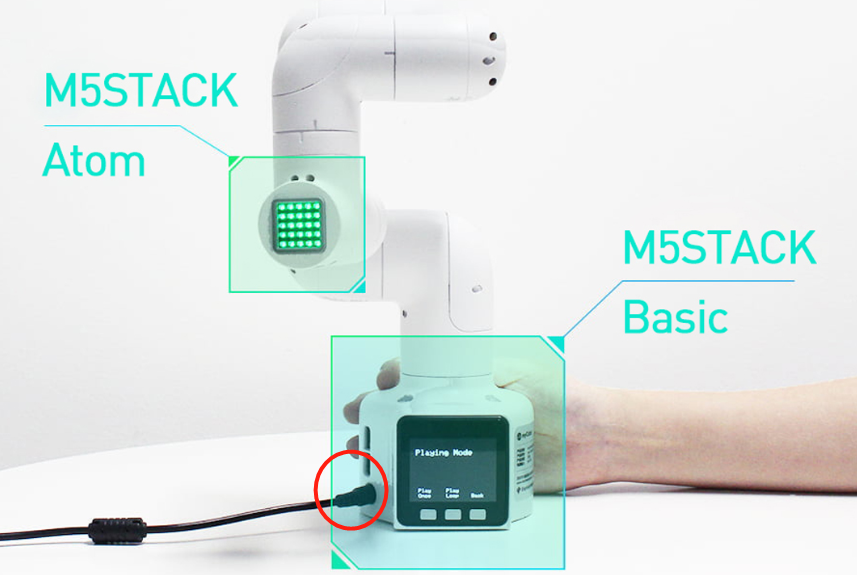 M5STACK
Atom
M5STACK
Basic
Playing Mode
Play Play
Once Loop Back